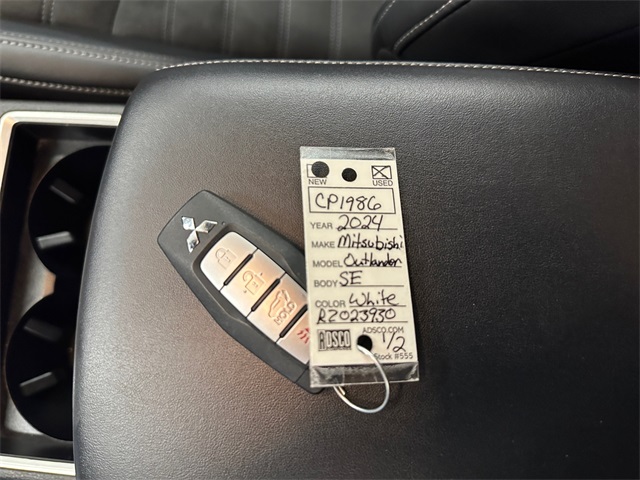 NEW USED
CP1986
YEAR 2024
MAKE Mitsubishi
MODEL Outlander
BODY SE
COLOR White
RZ023930
ADSCO ADSCO.COM
1/2
Stock #555
HOLD